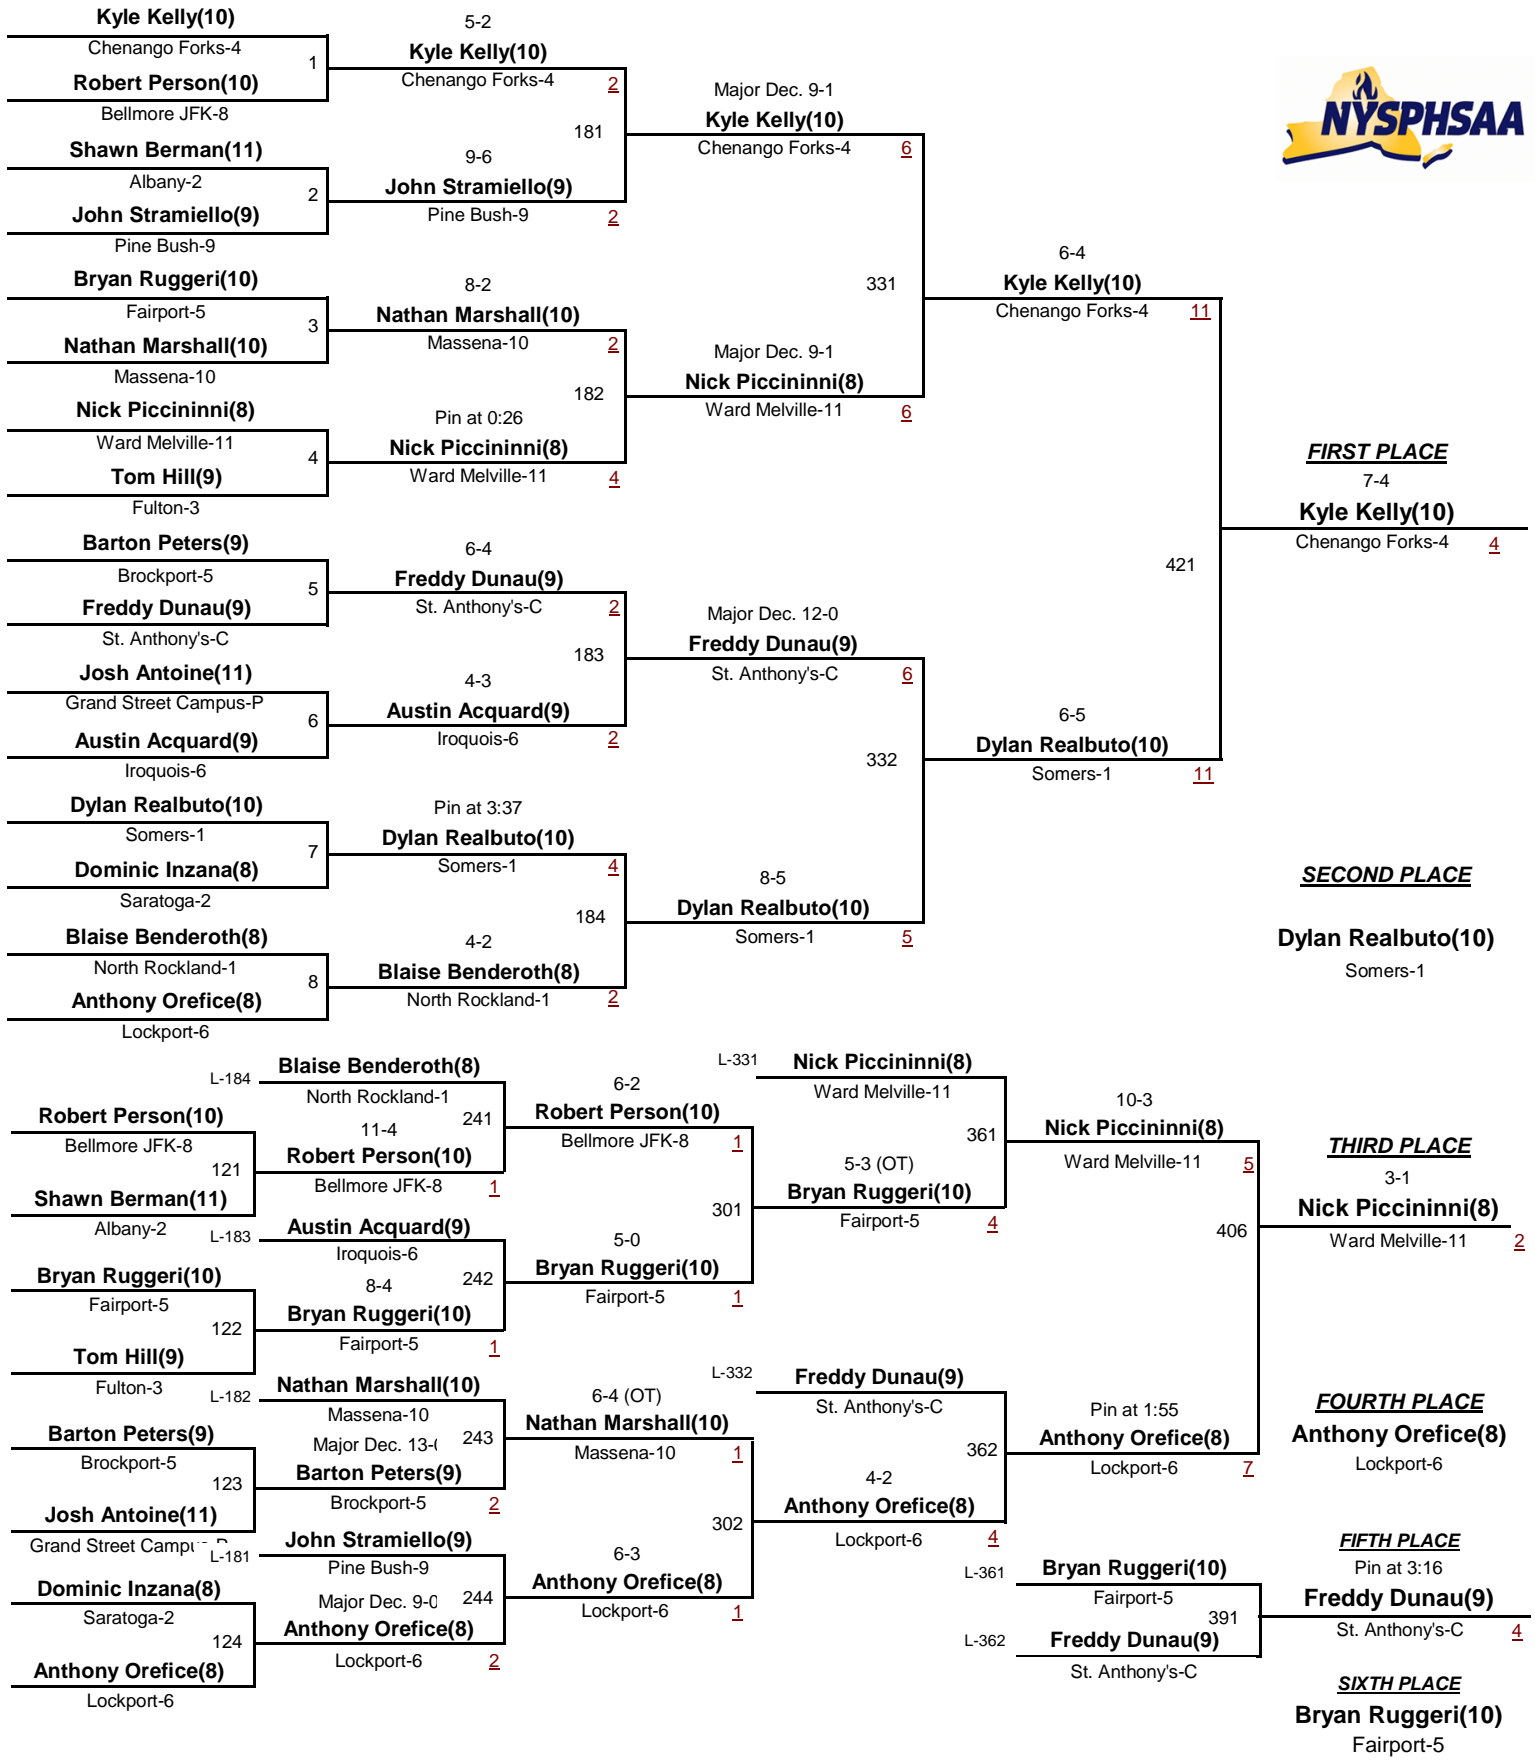 Kyle Kelly(10)
Chenango Forks-4
1
Robert Person(10)
Bellmore JFK-8
Shawn Berman(11)
Albany-2
2
John Stramiello(9)
Pine Bush-9
Bryan Ruggeri(10)
Fairport-5
3
Nathan Marshall(10)
Massena-10
Nick Piccininni(8)
Ward Melville-11
4
Tom Hill(9)
Fulton-3
Barton Peters(9)
Brockport-5
5
Freddy Dunau(9)
St. Anthony's-C
Josh Antoine(11)
Grand Street Campus-P
6
Austin Acquard(9)
Iroquois-6
Dylan Realbuto(10)
Somers-1
7
Dominic Inzana(8)
Saratoga-2
Blaise Benderoth(8)
North Rockland-1
8
Anthony Orefice(8)
Lockport-6
5-2
Kyle Kelly(10)
Chenango Forks-4 2
181
9-6
John Stramiello(9)
Pine Bush-9 2
8-2
Nathan Marshall(10)
Massena-10 2
182
Pin at 0:26
Nick Piccininni(8)
Ward Melville-11 4
6-4
Freddy Dunau(9)
St. Anthony's-C 2
183
4-3
Austin Acquard(9)
Iroquois-6 2
Pin at 3:37
Dylan Realbuto(10)
Somers-1 4
184
4-2
Blaise Benderoth(8)
North Rockland-1 2
Major Dec. 9-1
Kyle Kelly(10)
Chenango Forks-4 6
331
Major Dec. 9-1
Nick Piccininni(8)
Ward Melville-11 6
Major Dec. 12-0
Freddy Dunau(9)
St. Anthony's-C 6
332
8-5
Dylan Realbuto(10)
Somers-1 5
6-4
Kyle Kelly(10)
Chenango Forks-4 11
421
6-5
Dylan Realbuto(10)
Somers-1 11
NYSPHSAA
FIRST PLACE
7-4
Kyle Kelly(10)
Chenango Forks-4 4
SECOND PLACE
Dylan Realbuto(10)
Somers-1
Robert Person(10)
Bellmore JFK-8
121
Shawn Berman(11)
Albany-2
Bryan Ruggeri(10)
Fairport-5
122
Tom Hill(9)
Fulton-3
Barton Peters(9)
Brockport-5
123
Josh Antoine(11)
Grand Street
Dominic Inzana(8)
Saratoga-2
124
Anthony Orefice(8)
Lockport-6
L-184
Blaise Benderoth(8)
North Rockland-1
241
11-4
Robert Person(10)
Bellmore JFK-8 1
L-183
Austin Acquard(9)
Iroquois-6
242
8-4
Bryan Ruggeri(10)
Fairport-5 1
L-182
Nathan Marshall(10)
Massena-10
243
Major Dec.
Barton Peters(9)
Brockport-5 2
L-181
John Stramiello(9)
Pine Bush-9
244
Major Dec. 9-0
Anthony Orefice(8)
Lockport-6 2
6-2
Robert Person(10)
Bellmore JFK-8 1
301
5-0
Bryan Ruggeri(10)
Fairport-5 1
6-4 (OT)
Nathan Marshall(10)
Massena-10 1
302
6-3
Anthony Orefice(8)
Lockport-6 1
L-331
Nick Piccininni(8)
Ward Melville-11
361
5-3 (OT)
Bryan Ruggeri(10)
Fairport-5 4
L-332
Freddy Dunau(9)
St. Anthony's-C
362
4-2
Anthony Orefice(8)
Lockport-6 4
10-3
Nick Piccininni(8)
Ward Melville-11 5
406
Pin at 1:55
Anthony Orefice(8)
Lockport-6 7
L-361
Bryan Ruggeri(10)
Fairport-5
391
L-362
Freddy Dunau(9)
St. Anthony's-C
THIRD PLACE
3-1
Nick Piccininni(8)
Ward Melville-11 2
FOURTH PLACE
Anthony Orefice(8)
Lockport-6
FIFTH PLACE
Pin at 3:16
Freddy Dunau(9)
St. Anthony's-C 4
SIXTH PLACE
Bryan Ruggeri(10)
Fairport-5